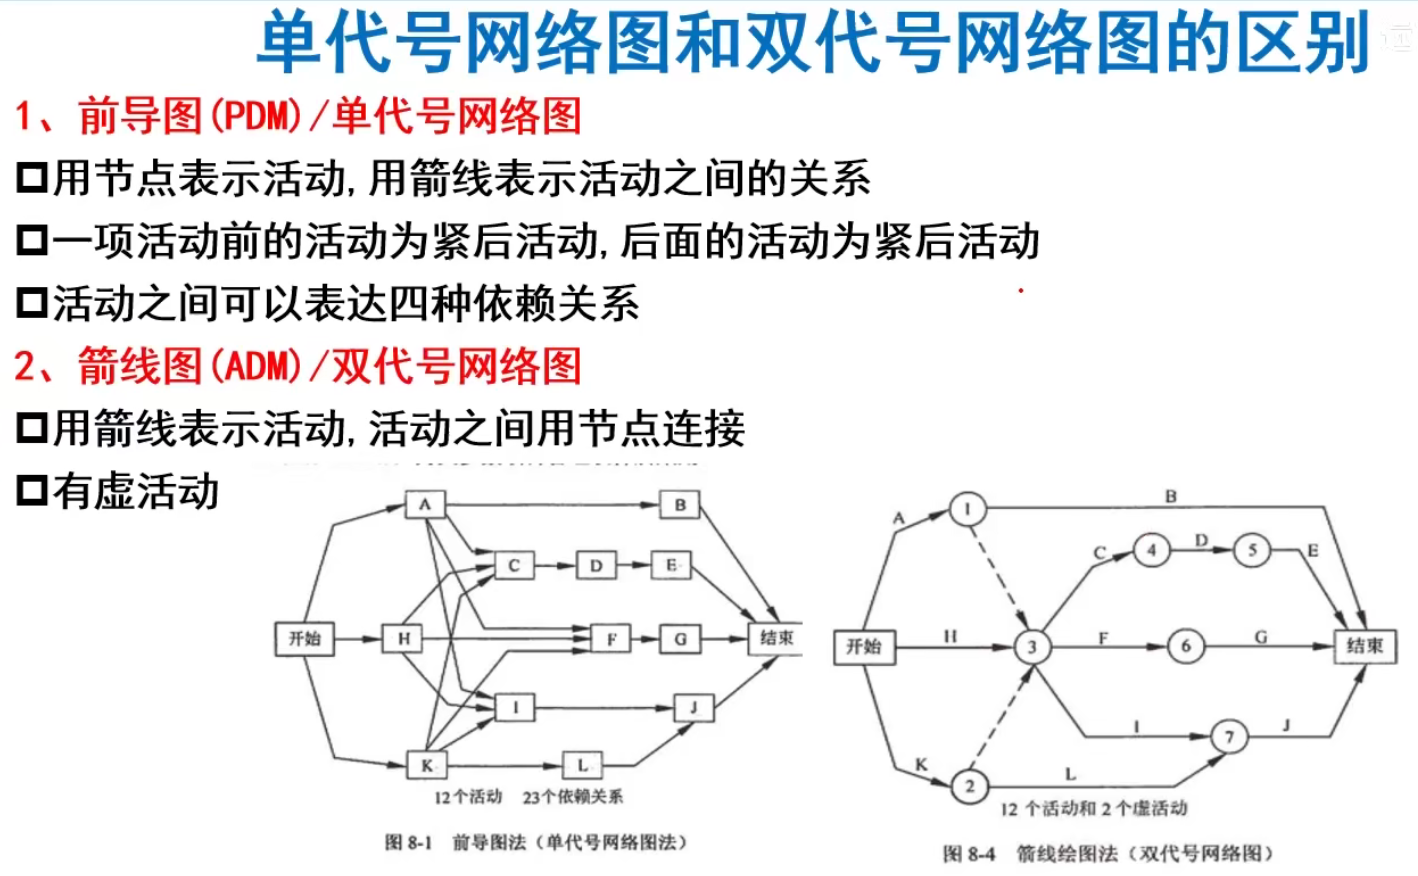 单代号网络图和双代号网络图的区别
1、前导图(PDM)/单代号网络图
用节点表示活动,用箭线表示活动之间的关系
一项活动前的活动为紧后活动,后面的活动为紧后活动
活动之间可以表达四种依赖关系
2、箭线图(ADM)/双代号网络图
用箭线表示活动,活动之间用节点连接
有虚活动
A
B
C
D
E
开始
H
F
G
结束
I
J
K
L
12个活动 23个依赖关系
图 8-1 前导图法（单代号网络图法）
A
1
B
C
4
D
5
E
开始
H
3
F
6
G
结束
I
7
J
K
2
L
12 个活动和 2 个虚活动
图 8-4 箭线绘图法（双代号网络图）